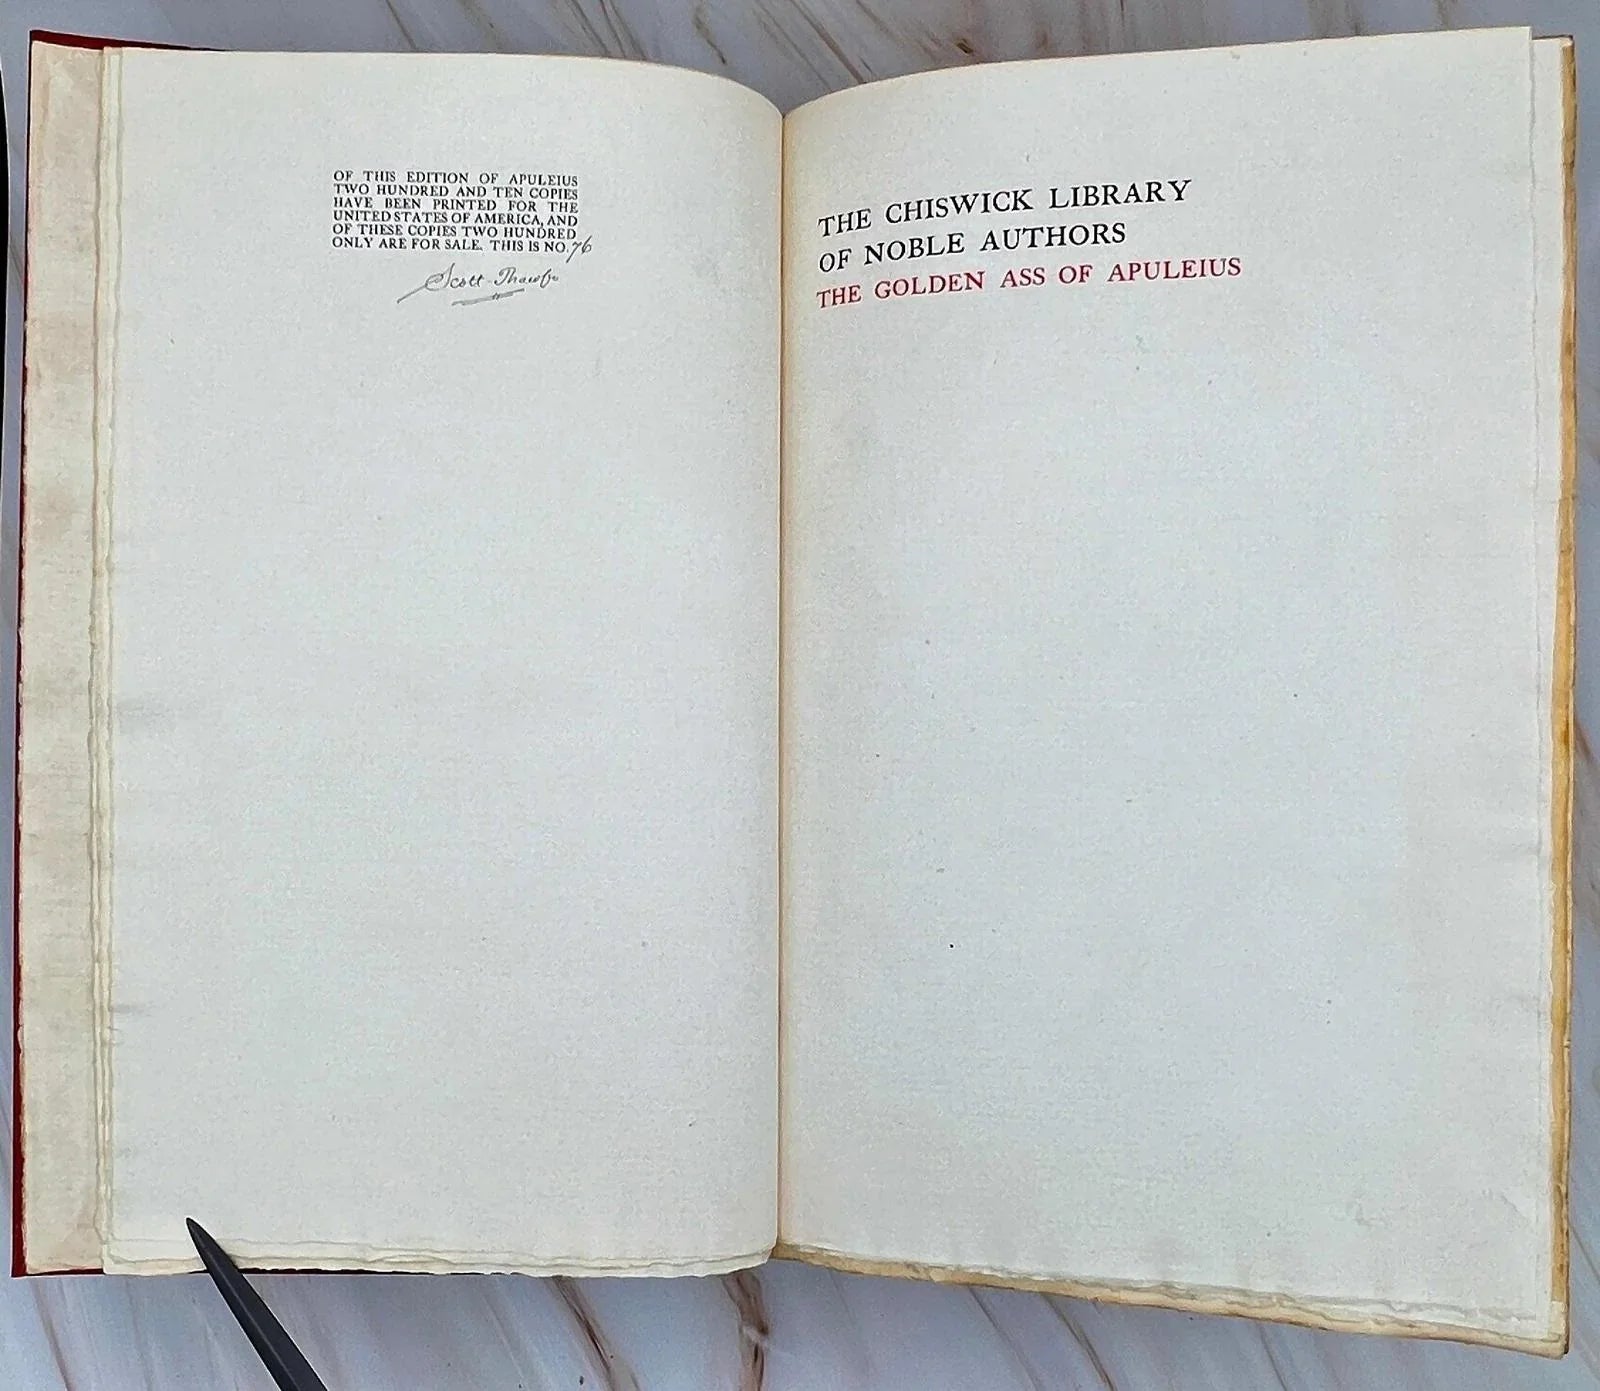 OF THIS EDITION OF APULEIUS
TWO HUNDRED AND TEN COPIES
HAVE BEEN PRINTED FOR THE
UNITED STATES OF AMERICA, AND
OF THESE COPIES TWO HUNDRED
ONLY ARE FOR SALE. THIS IS NO. 76
Scott-
THE CHISWICK LIBRARY
OF NOBLE AUTHORS
THE GOLDEN ASS OF APULEIUS